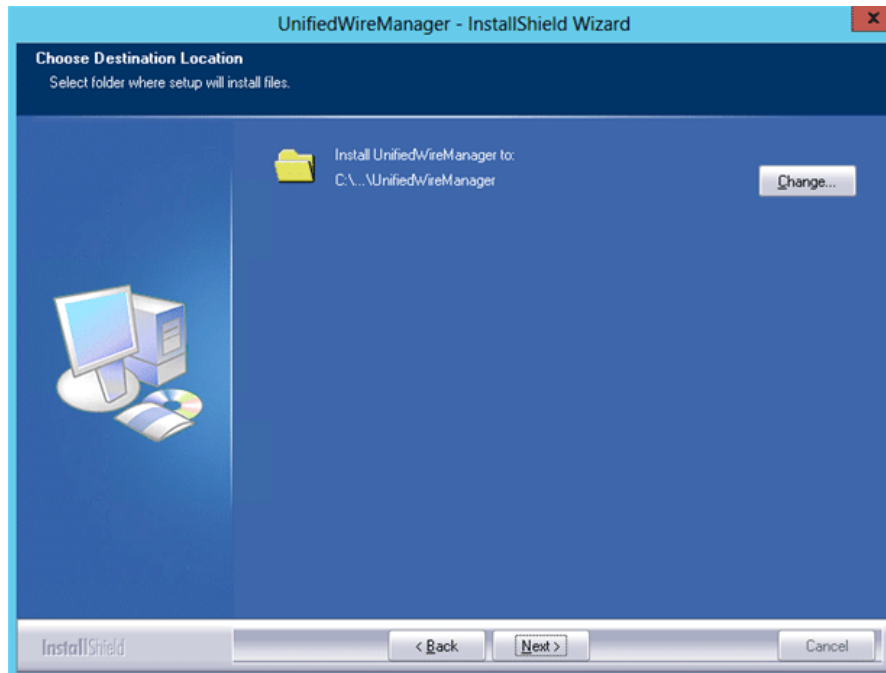 UnifiedWireManager - InstallShield Wizard
x
Choose Destination Location
Select folder where setup will install files.
Install UnifiedWireManager to:
C:\...\UnifiedWireManager
Change...
InstallShield
< Back
Next >
Cancel